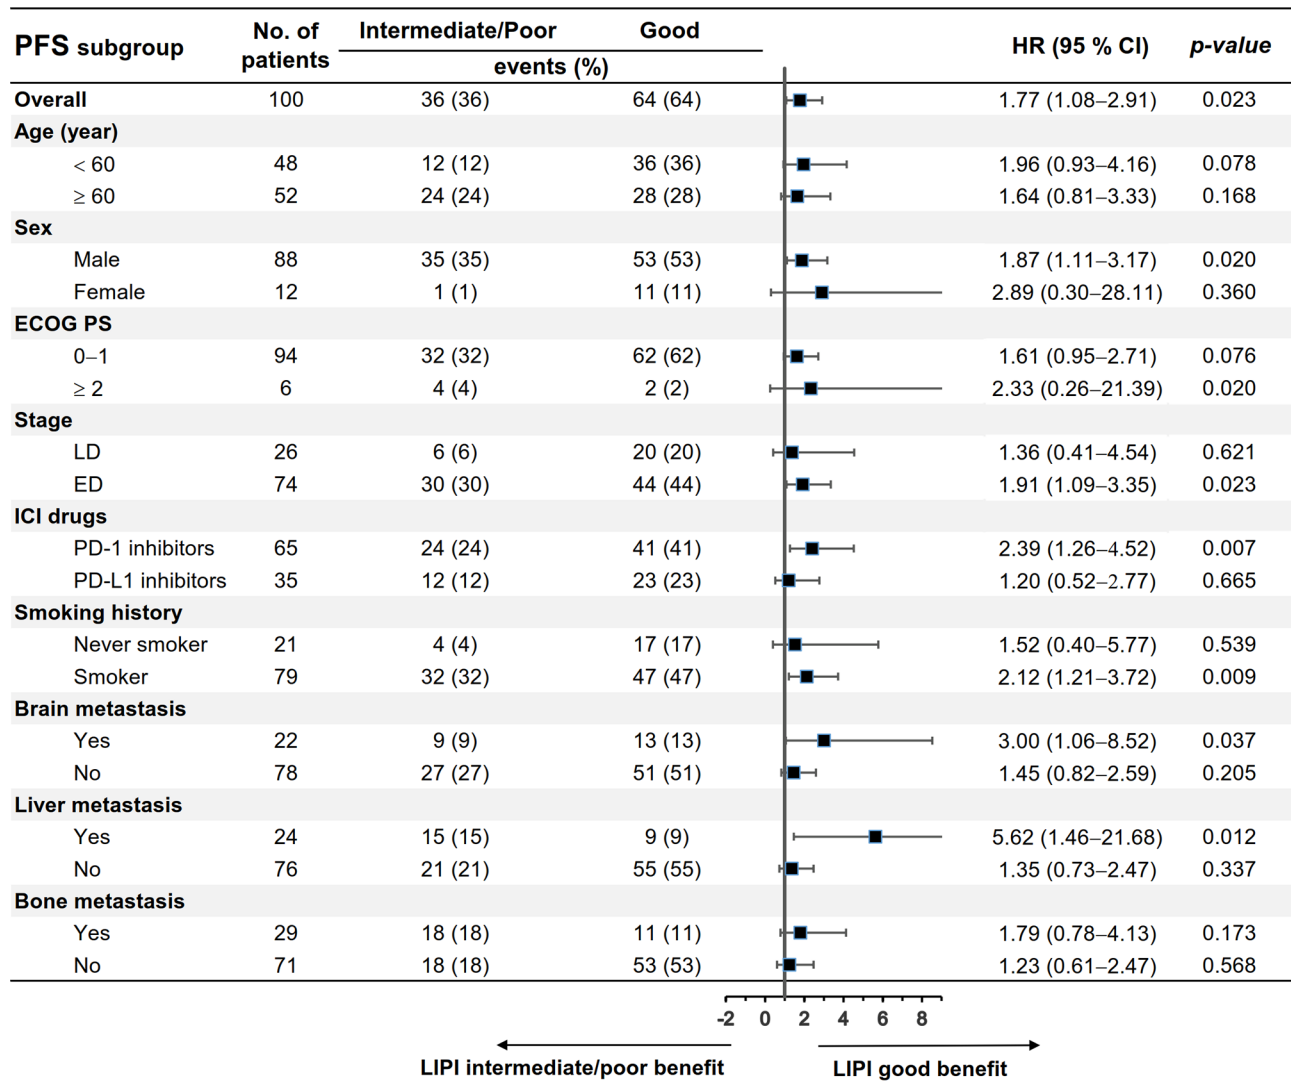 PFS subgroup No. of patients Intermediate/Poor Good HR (95 % CI) p-value
events (%)
Overall 100 36 (36) 64 (64) 1.77 (1.08–2.91) 0.023
Age (year)
< 60 48 12 (12) 36 (36) 1.96 (0.93–4.16) 0.078
≥ 60 52 24 (24) 28 (28) 1.64 (0.81–3.33) 0.168
Sex
Male 88 35 (35) 53 (53) 1.87 (1.11–3.17) 0.020
Female 12 1 (1) 11 (11) 2.89 (0.30–28.11) 0.360
ECOG PS
0–1 94 32 (32) 62 (62) 1.61 (0.95–2.71) 0.076
≥ 2 6 4 (4) 2 (2) 2.33 (0.26–21.39) 0.020
Stage
LD 26 6 (6) 20 (20) 1.36 (0.41–4.54) 0.621
ED 74 30 (30) 44 (44) 1.91 (1.09–3.35) 0.023
ICI drugs
PD-1 inhibitors 65 24 (24) 41 (41) 2.39 (1.26–4.52) 0.007
PD-L1 inhibitors 35 12 (12) 23 (23) 1.20 (0.52–2.77) 0.665
Smoking history
Never smoker 21 4 (4) 17 (17) 1.52 (0.40–5.77) 0.539
Smoker 79 32 (32) 47 (47) 2.12 (1.21–3.72) 0.009
Brain metastasis
Yes 22 9 (9) 13 (13) 3.00 (1.06–8.52) 0.037
No 78 27 (27) 51 (51) 1.45 (0.82–2.59) 0.205
Liver metastasis
Yes 24 15 (15) 9 (9) 5.62 (1.46–21.68) 0.012
No 76 21 (21) 55 (55) 1.35 (0.73–2.47) 0.337
Bone metastasis
Yes 29 18 (18) 11 (11) 1.79 (0.78–4.13) 0.173
No 71 18 (18) 53 (53) 1.23 (0.61–2.47) 0.568
-2 0 2 4 6 8
LIPI intermediate/poor benefit LIPI good benefit